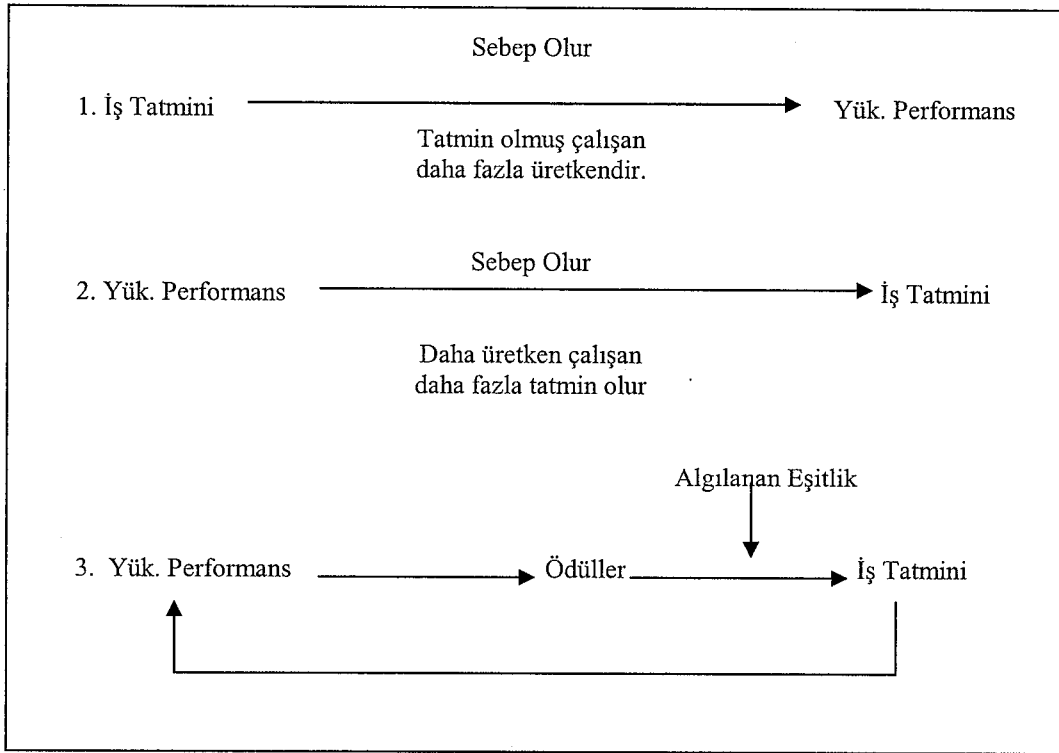 Sebep Olur
1. İş Tatmini Yük. Performans
Tatmin olmuş çalışan
daha fazla üretkendir.
Sebep Olur
2. Yük. Performans İş Tatmini
Daha üretken çalışan
daha fazla tatmin olur
Algılanan Eşitlik
3. Yük. Performans Ödüller İş Tatmini